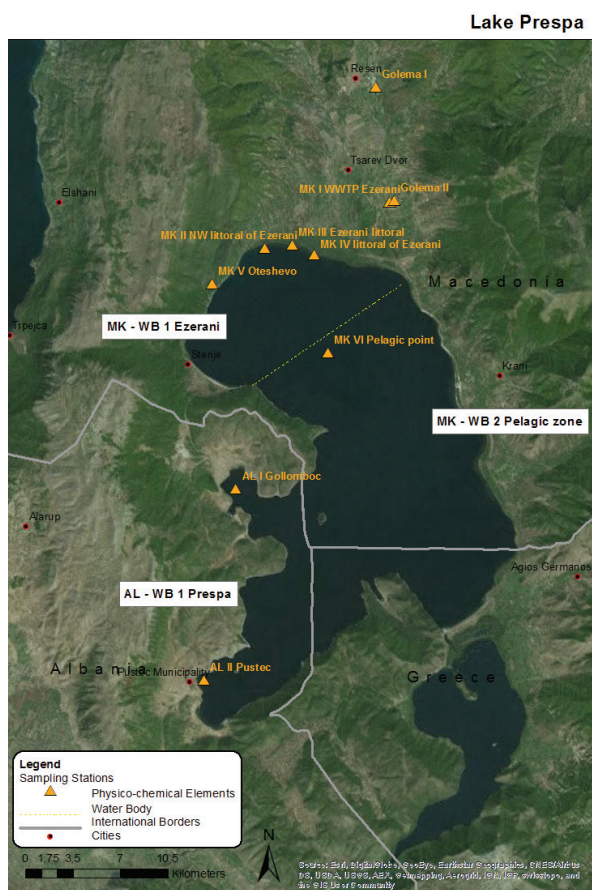 Lake Prespa
Resen
Golema I
Tsarev Dvor
MK I WWTP Ezerani
Golema II
Elshani
MK II NW littoral of Ezerani
MK III Ezerani littoral
MK IV littoral of Ezerani
MK V Oteshevo
Macedonia
MK - WB 1 Ezerani
Trpejca
MK VI Pelagic point
Stenje
Krani
MK - WB 2 Pelagic zone
AL I Gollomboc
Alarup
Agios Germanos
AL - WB 1 Prespa
Albania
Pustec Municipality
AL II Pustec
Greece
Legend
Sampling Stations
Physico-chemical Elements
Water Body
International Borders
Cities
N
0 1.75 3.5 7 10.5
Kilometers
Source: Esri, DigitalGlobe, GeoEye, Earthstar Geographics, CNES/Airbus
DS, USDA, USGS, AEX, Getmapping, Aerogrid, IGN, IGP, swisstopo, and
the GIS User Community